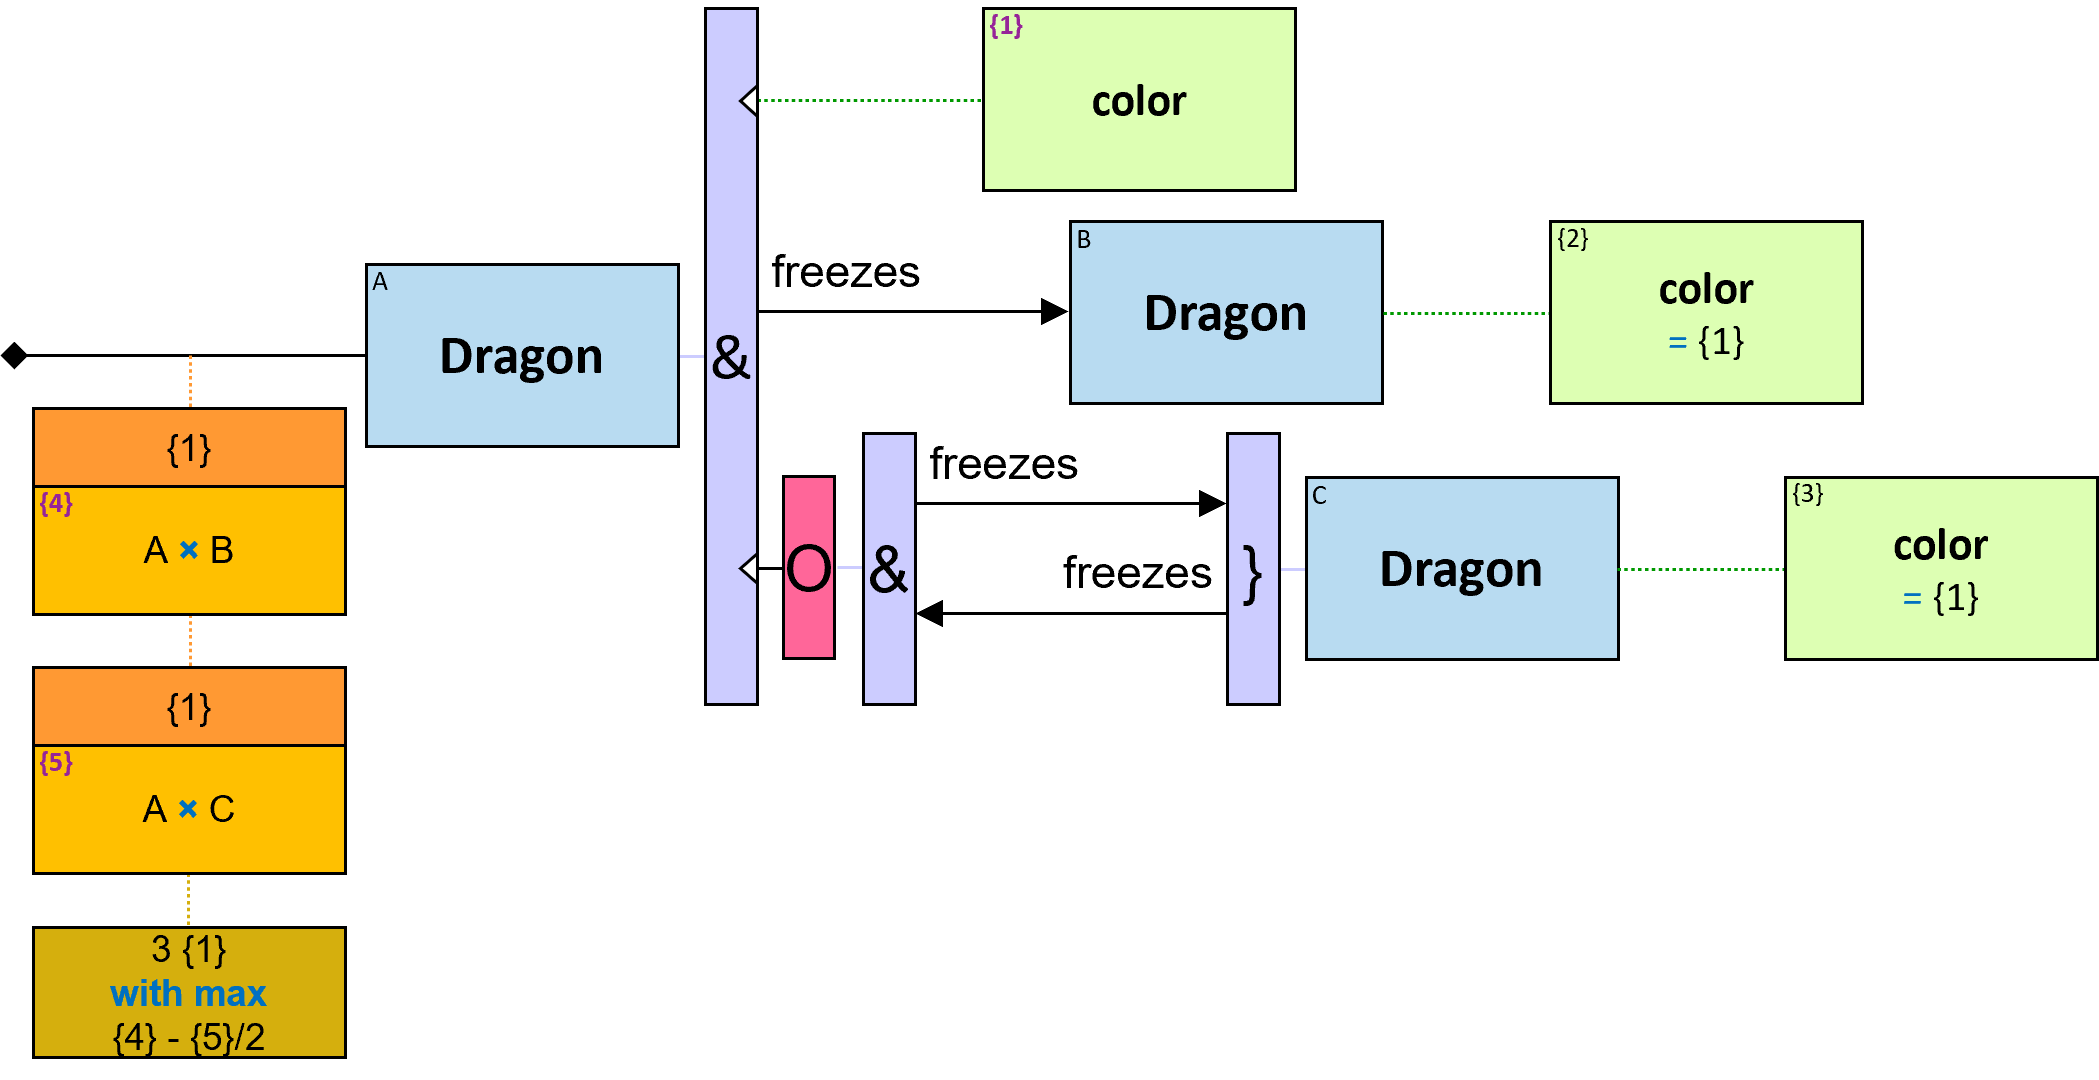 {1}
color
A
Dragon
&
freezes
B
Dragon
{2}
color
= {1}
{1}
{4}
A × B
O
&
freezes
freezes
}
C
Dragon
{3}
color
= {1}
{1}
{5}
A × C
3 {1}
with max
{4} - {5}/2